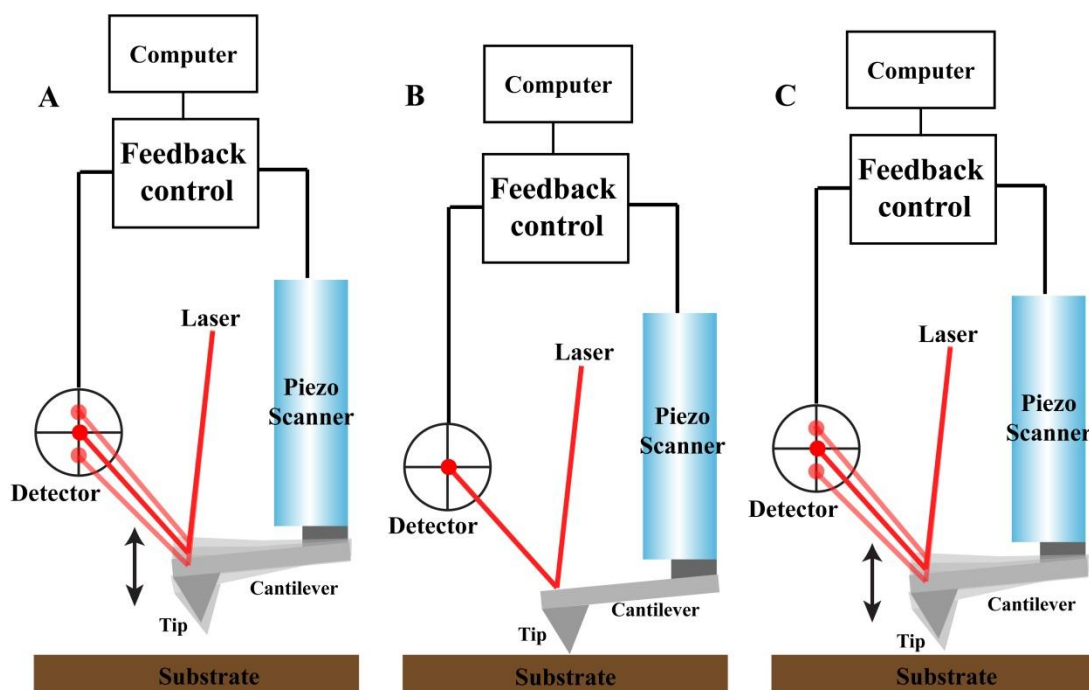 A
Computer
Feedback
control
Laser
Piezo
Scanner
Detector
Cantilever
Tip
Substrate
B
Computer
Feedback
control
Laser
Piezo
Scanner
Detector
Cantilever
Tip
Substrate
C
Computer
Feedback
control
Laser
Piezo
Scanner
Detector
Cantilever
Tip
Substrate